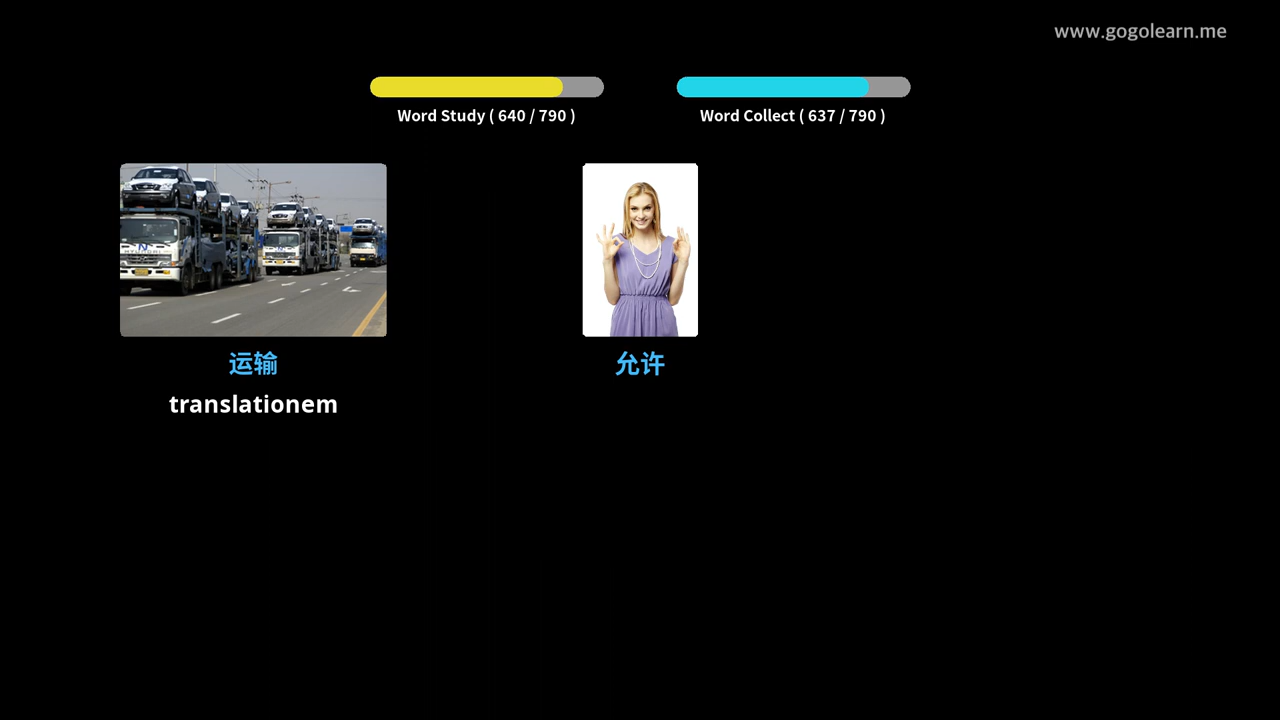 www.gogolearn.me
Word Study ( 640 / 790 )
Word Collect ( 637 / 790 )
运输
允许
translationem